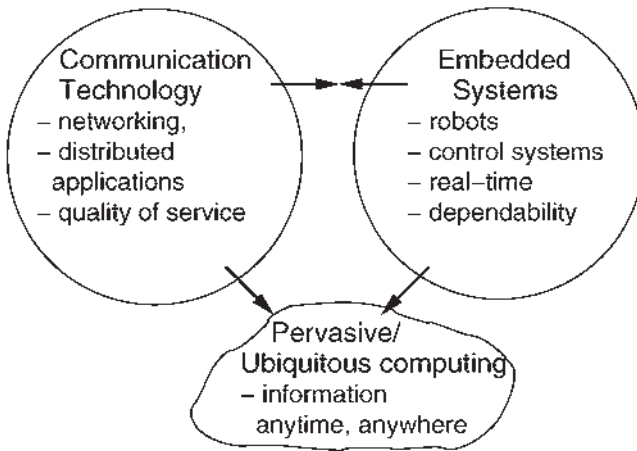 Communication
Technology
– networking,
– distributed
applications
– quality of service
Embedded
Systems
– robots
– control systems
– real–time
– dependability
Pervasive/
Ubiquitous computing
– information
anytime, anywhere